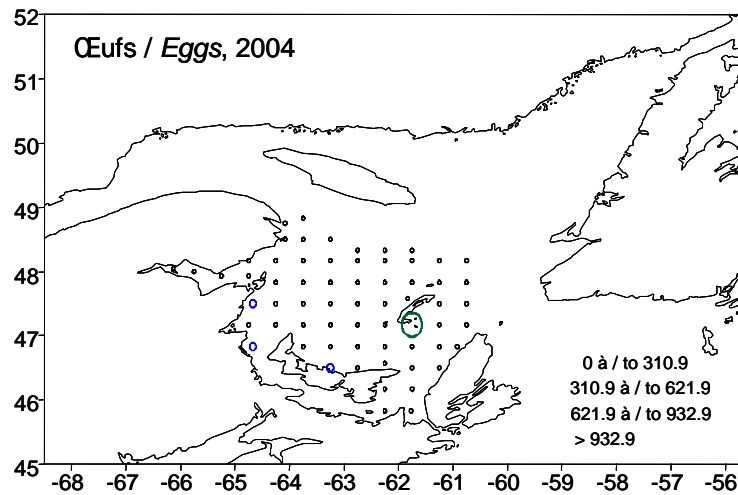 Œufs / Eggs, 2004
52
51
50
49
48
47
46
45
0 à / to 310.9
310.9 à / to 621.9
621.9 à / to 932.9
> 932.9
-68 -67 -66 -65 -64 -63 -62 -61 -60 -59 -58 -57 -56